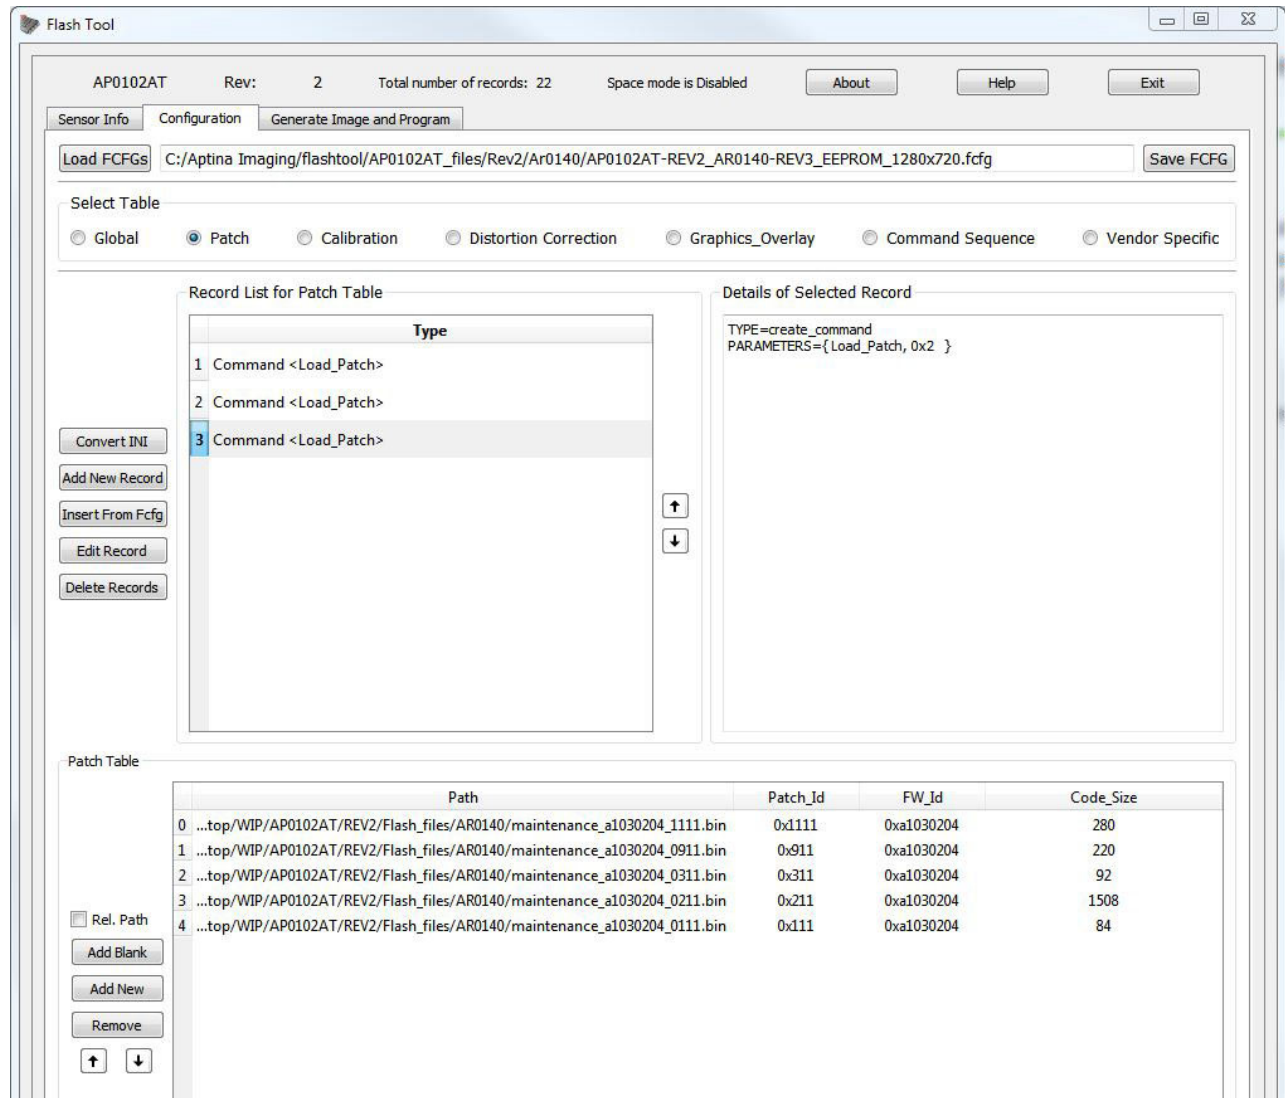 Flash Tool
AP0102AT Rev: 2 Total number of records: 22 Space mode is Disabled About Help Exit
Sensor Info Configuration Generate Image and Program
Load FCFGs C:/Aptina Imaging/flashtool/AP0102AT_files/Rev2/Ar0140/AP0102AT-REV2_AR0140-REV3_EEPROM_1280x720.fcfg Save FCFG
Select Table
Global Patch Calibration Distortion Correction Graphics_Overlay Command Sequence Vendor Specific
Record List for Patch Table
Type
1 Command <Load_Patch>
2 Command <Load_Patch>
3 Command <Load_Patch>
Details of Selected Record
TYPE=create_command
PARAMETERS={Load_Patch, 0x2 }
Convert INI
Add New Record
Insert From Fcfg
Edit Record
Delete Records
Patch Table
Path Patch_Id FW_Id Code_Size
0 ...top/WIP/AP0102AT/REV2/Flash_files/AR0140/maintenance_a1030204_1111.bin 0x1111 0xa1030204 280
1 ...top/WIP/AP0102AT/REV2/Flash_files/AR0140/maintenance_a1030204_0911.bin 0x911 0xa1030204 220
2 ...top/WIP/AP0102AT/REV2/Flash_files/AR0140/maintenance_a1030204_0311.bin 0x311 0xa1030204 92
3 ...top/WIP/AP0102AT/REV2/Flash_files/AR0140/maintenance_a1030204_0211.bin 0x211 0xa1030204 1508
4 ...top/WIP/AP0102AT/REV2/Flash_files/AR0140/maintenance_a1030204_0111.bin 0x111 0xa1030204 84
Rel. Path
Add Blank
Add New
Remove